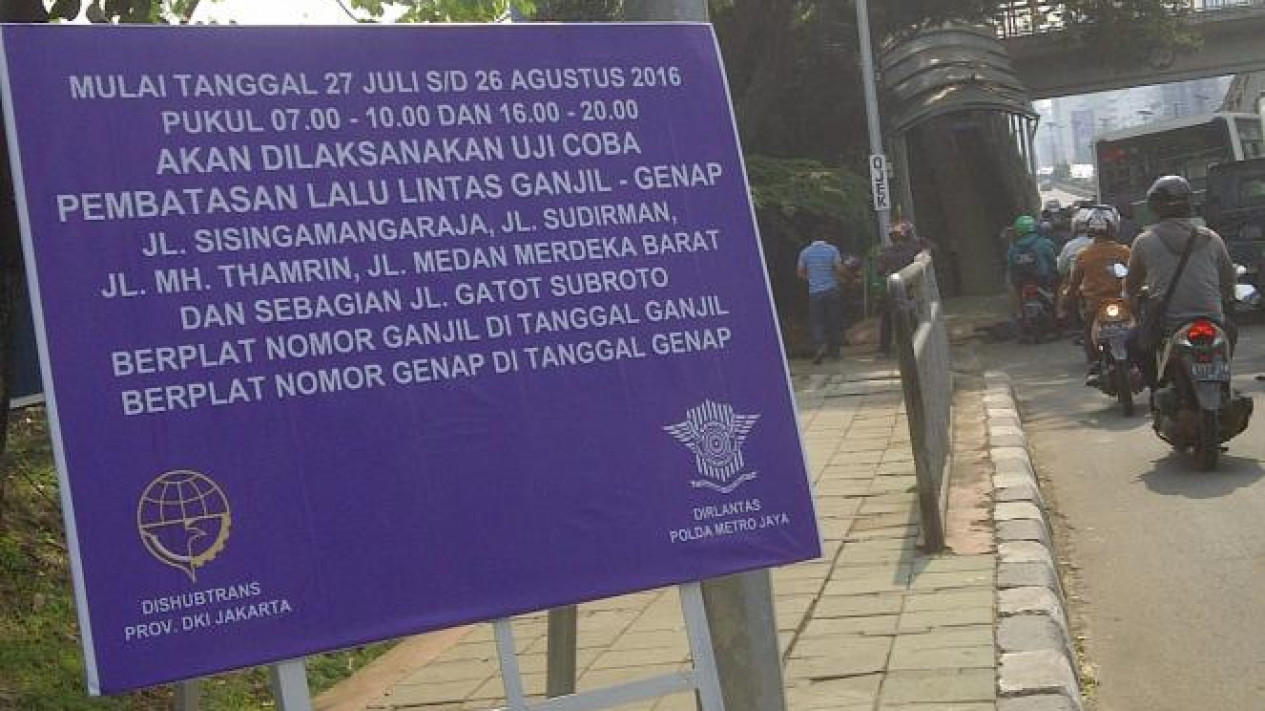 MULAI TANGGAL 27 JULI S/D 26 AGUSTUS 2016
PUKUL 07.00 - 10.00 DAN 16.00 - 20.00
AKAN DILAKSANAKAN UJI COBA
PEMBATASAN LALU LINTAS GANJIL - GENAP
JL. SISINGAMANGARAJA, JL. SUDIRMAN,
JL. MH. THAMRIN, JL. MEDAN MERDEKA BARAT
DAN SEBAGIAN JL. GATOT SUBROTO
BERPLAT NOMOR GANJIL DI TANGGAL GANJIL
BERPLAT NOMOR GENAP DI TANGGAL GENAP
DISHUBTRANS
PROV. DKI JAKARTA
DIRLANTAS
POLDA METRO JAYA
OJEK